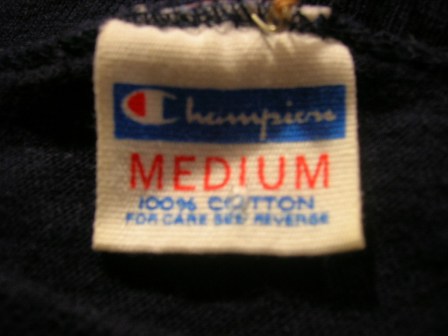 Champion
MEDIUM
100% COTTON
FOR CARE SEE REVERSE